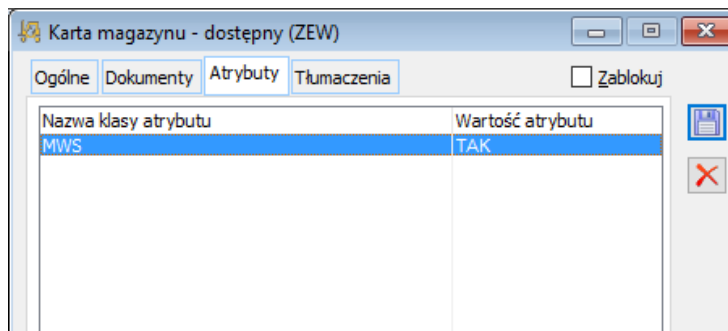 Karta magazynu - dostępny (ZEW)
Ogólne Dokumenty Atrybuty Tłumaczenia Zablokuj
Nazwa klasy atrybutu Wartość atrybutu
MWS TAK